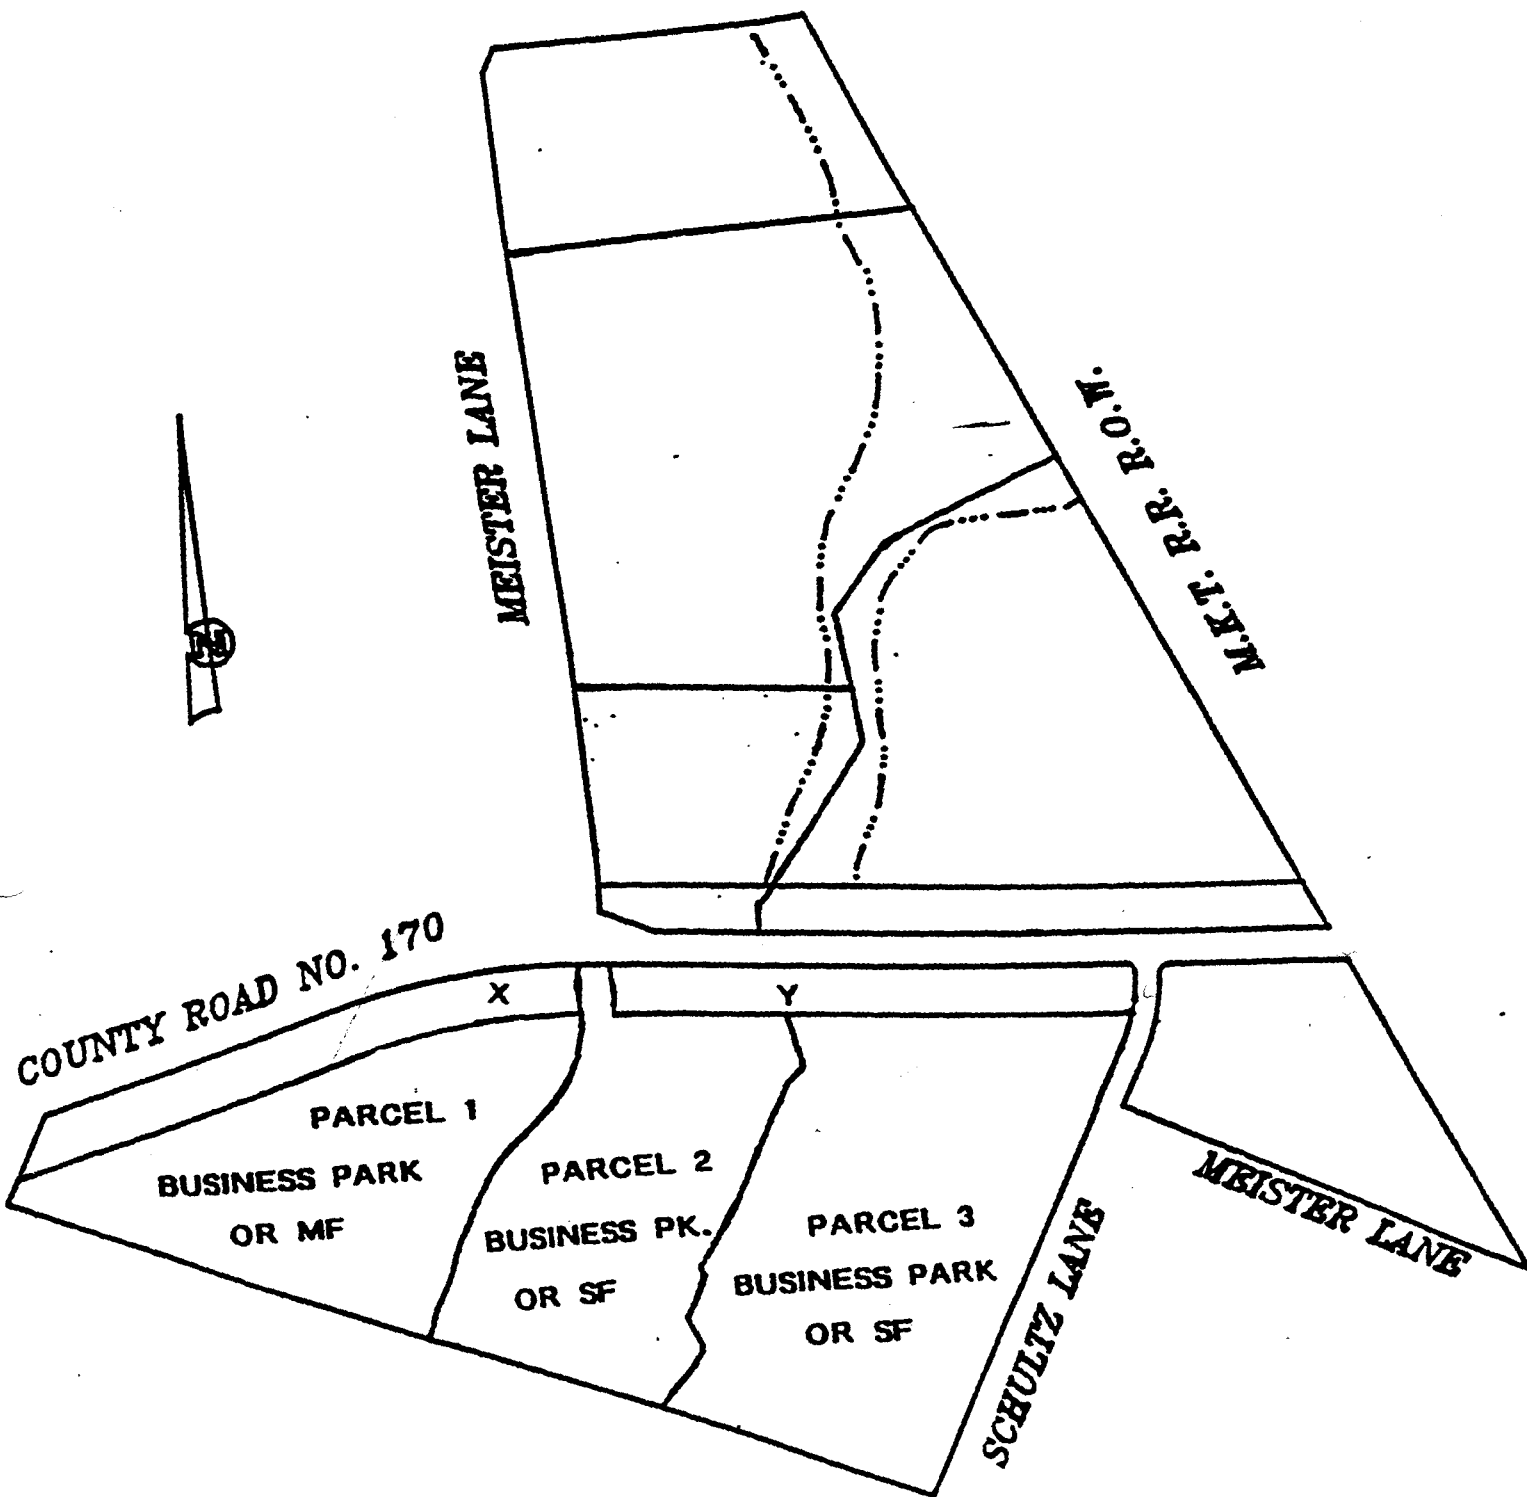 MEISTER LANE
M.K.T. R.R. R.O.W.
N
COUNTY ROAD NO. 170
X
Y
PARCEL 1
BUSINESS PARK
OR MF
PARCEL 2
BUSINESS PK.
OR SF
PARCEL 3
BUSINESS PARK
OR SF
SCHULTZ LANE
MEISTER LANE